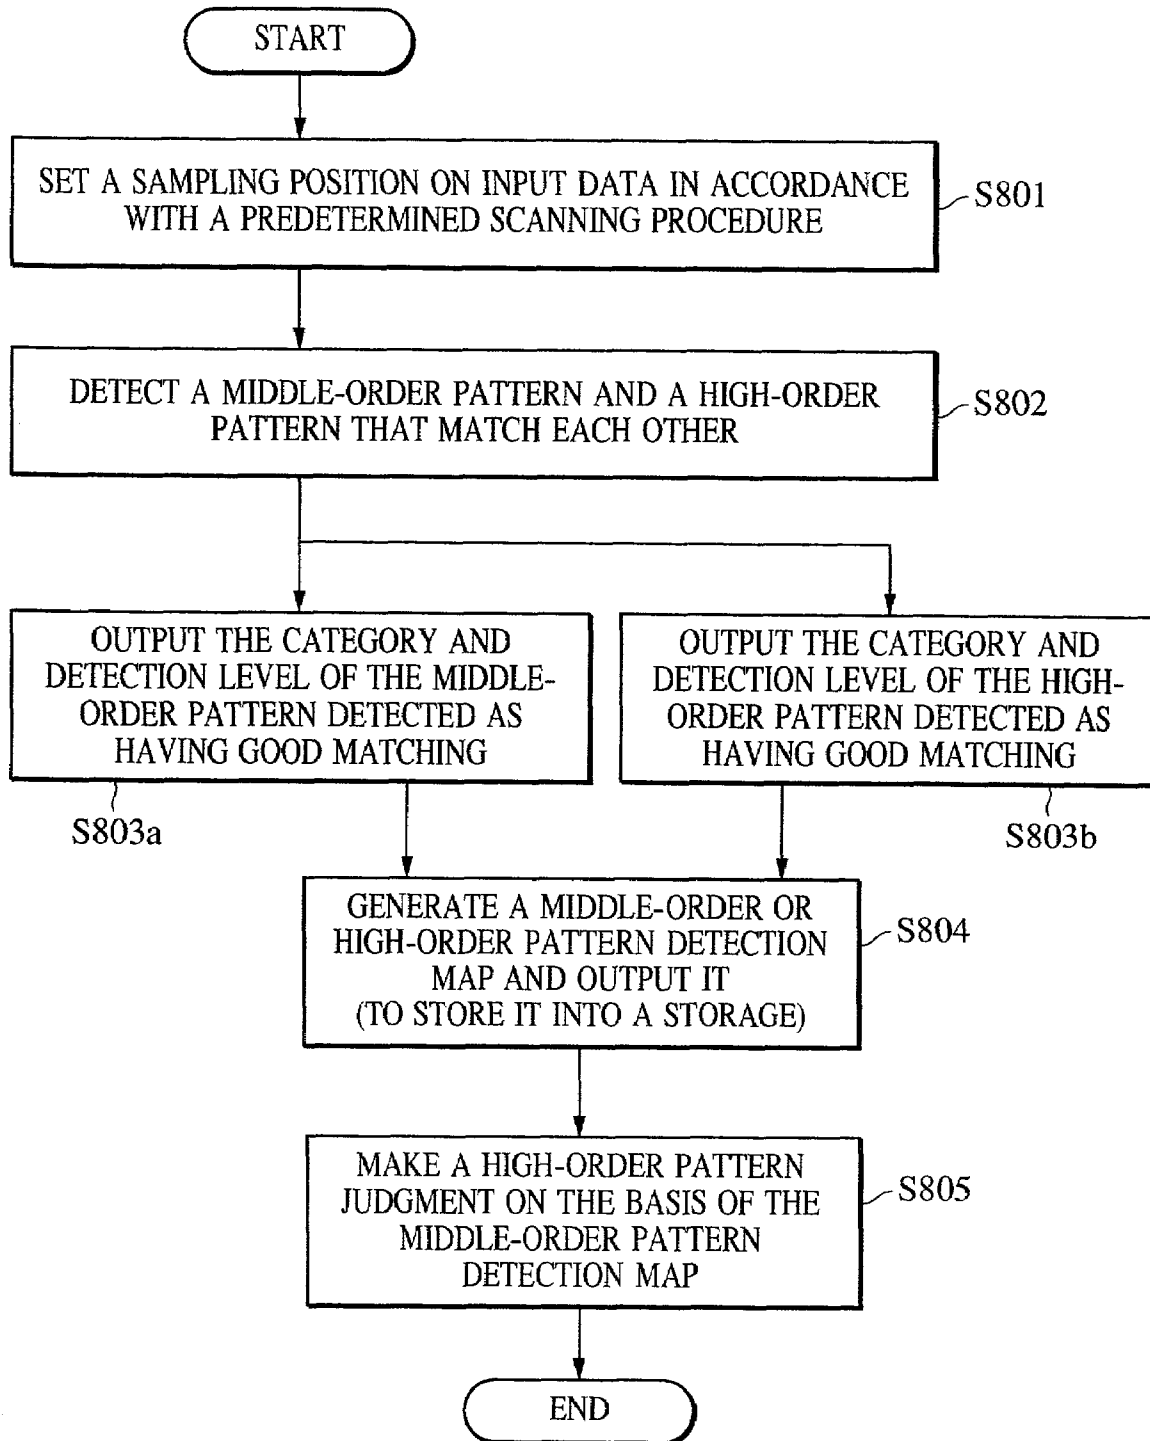 START
SET A SAMPLING POSITION ON INPUT DATA IN ACCORDANCE
WITH A PREDETERMINED SCANNING PROCEDURE
S801
DETECT A MIDDLE-ORDER PATTERN AND A HIGH-ORDER
PATTERN THAT MATCH EACH OTHER
S802
OUTPUT THE CATEGORY AND
DETECTION LEVEL OF THE MIDDLE-
ORDER PATTERN DETECTED AS
HAVING GOOD MATCHING
S803a
OUTPUT THE CATEGORY AND
DETECTION LEVEL OF THE HIGH-
ORDER PATTERN DETECTED AS
HAVING GOOD MATCHING
S803b
GENERATE A MIDDLE-ORDER OR
HIGH-ORDER PATTERN DETECTION
MAP AND OUTPUT IT
(TO STORE IT INTO A STORAGE)
S804
MAKE A HIGH-ORDER PATTERN
JUDGMENT ON THE BASIS OF THE
MIDDLE-ORDER PATTERN
DETECTION MAP
S805
END